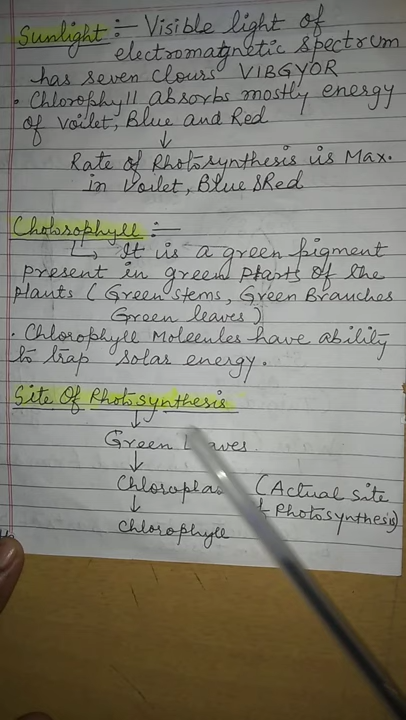 Sunlight :- Visible light of
electromagnetic spectrum
has seven clours VIBGYOR
• Chlorophyll absorbs mostly energy
of Voilet, Blue and Red
↓
Rate of Photosynthesis is Max.
in Voilet, Blue & Red
Cholorophyll :-
↳ It is a green pigment
present in green parts of the
plants (Green stems, Green Branches
Green leaves)
• Chlorophyll Molecules have ability
to trap solar energy.
Site Of Photosynthesis
↓
Green Leaves
↓
(Actual site
↓ Photosynthesis)
Chlorophyll